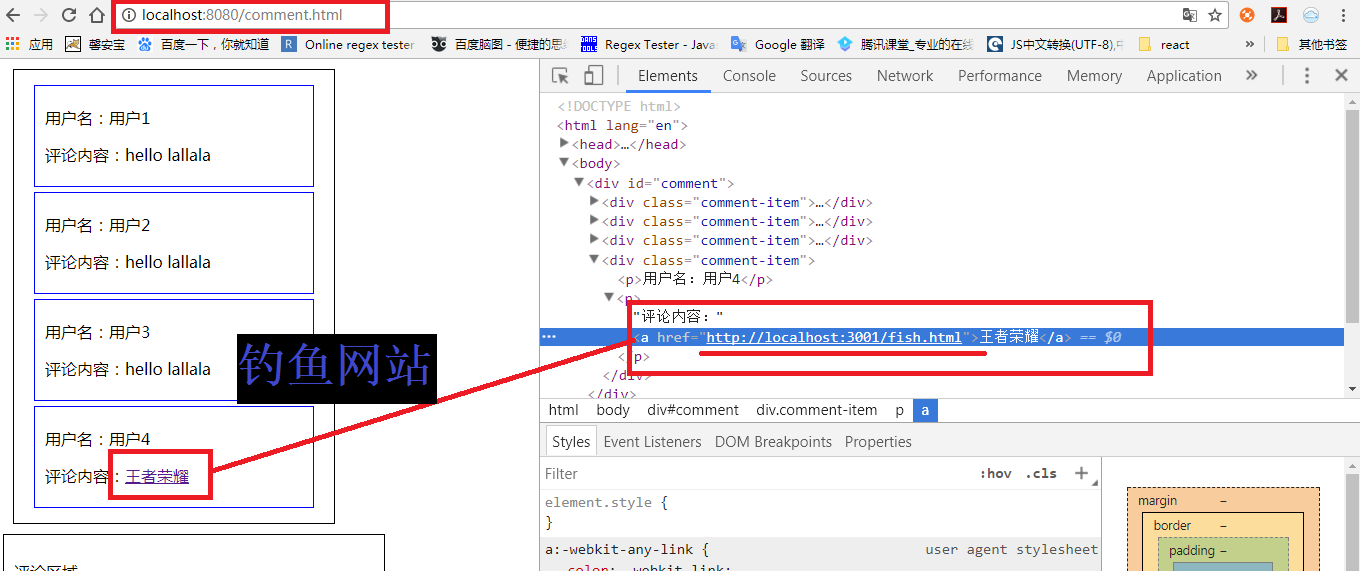 localhost:8080/comment.html
应用 馨安宝 百度一下，你就知道 R Online regex tester 百度脑图 - 便捷的思 Regex Tester - Java Google 翻译 腾讯课堂_专业的在线 JS中文转换(UTF-8),中 react » 其他书签
用户名：用户1
评论内容：hello lallala
用户名：用户2
评论内容：hello lallala
用户名：用户3
评论内容：hello lallala
钓鱼网站
用户名：用户4
评论内容：王者荣耀
评论区域
Elements Console Sources Network Performance Memory Application »
<!DOCTYPE html>
<html lang="en">
<head>…</head>
<body>
<div id="comment">
<div class="comment-item">…</div>
<div class="comment-item">…</div>
<div class="comment-item">…</div>
<div class="comment-item">
<p>用户名：用户4</p>
<p>
"评论内容："
<a href="http://localhost:3001/fish.html">王者荣耀</a> == $0
</p>
</div>
</div>
html body div#comment div.comment-item p a
Styles Event Listeners DOM Breakpoints Properties
Filter :hov .cls +
element.style {
}
a:-webkit-any-link { user agent stylesheet
color: -webkit-link;
margin –
border –
padding –